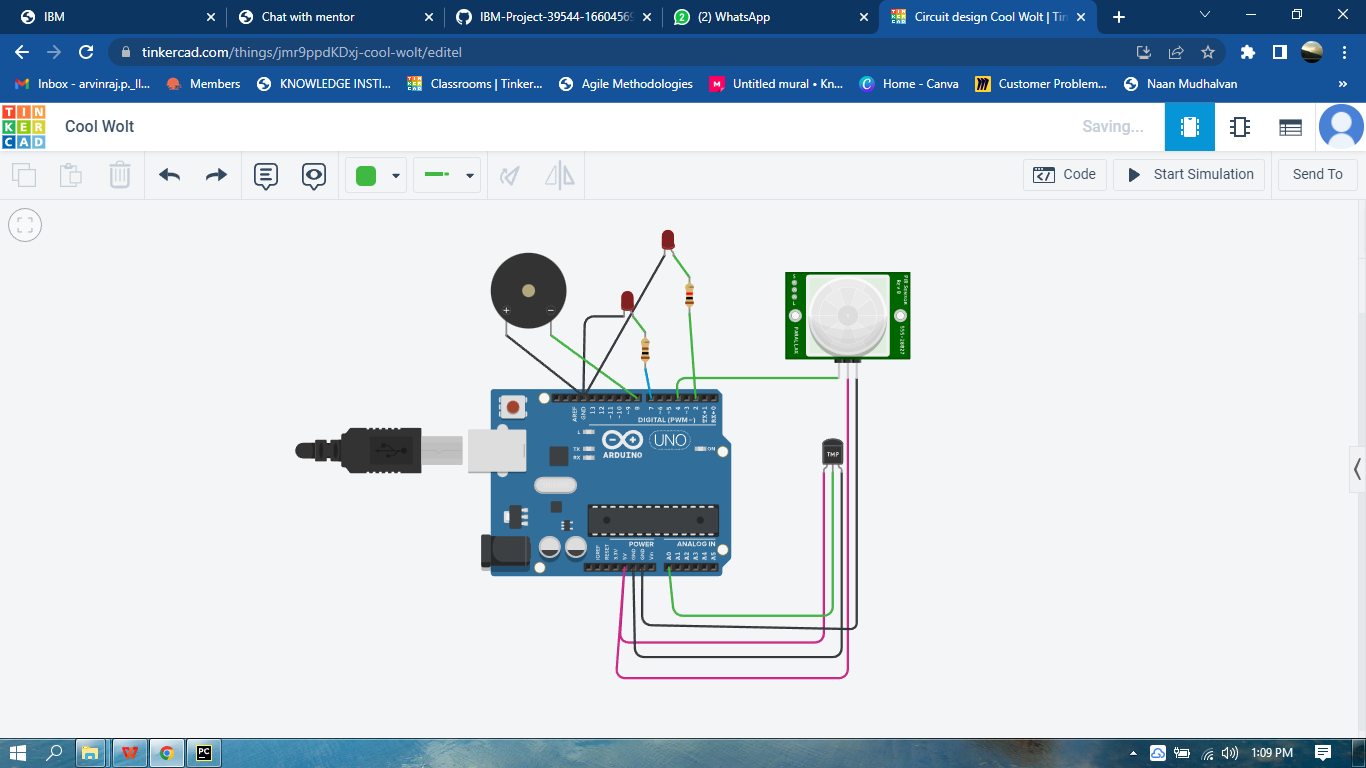 IBM
Chat with mentor
IBM-Project-39544-16604569
(2) WhatsApp
Circuit design Cool Wolt | Tin
tinkercad.com/things/jmr9ppdKDxj-cool-wolt/editel
Inbox - arvinraj.p._ll...
Members
KNOWLEDGE INSTI...
Classrooms | Tinker...
Agile Methodologies
Untitled mural • Kn...
Home - Canva
Customer Problem...
Naan Mudhalvan
»
TIN
KER
CAD
Cool Wolt
Saving...
Code
Start Simulation
Send To
PIR Sensor
Rev B
PARALLAX
555-28027
+
−
AREF
GND
13
12
~11
~10
~9
8
7
~6
~5
4
~3
2
TX→1
RX←0
DIGITAL (PWM~)
L
TX
RX
UNO
ARDUINO
ON
TMP
POWER
ANALOG IN
IOREF
RESET
3.3V
5V
GND
GND
Vin
A0
A1
A2
A3
A4
A5
W
PC
1:09 PM